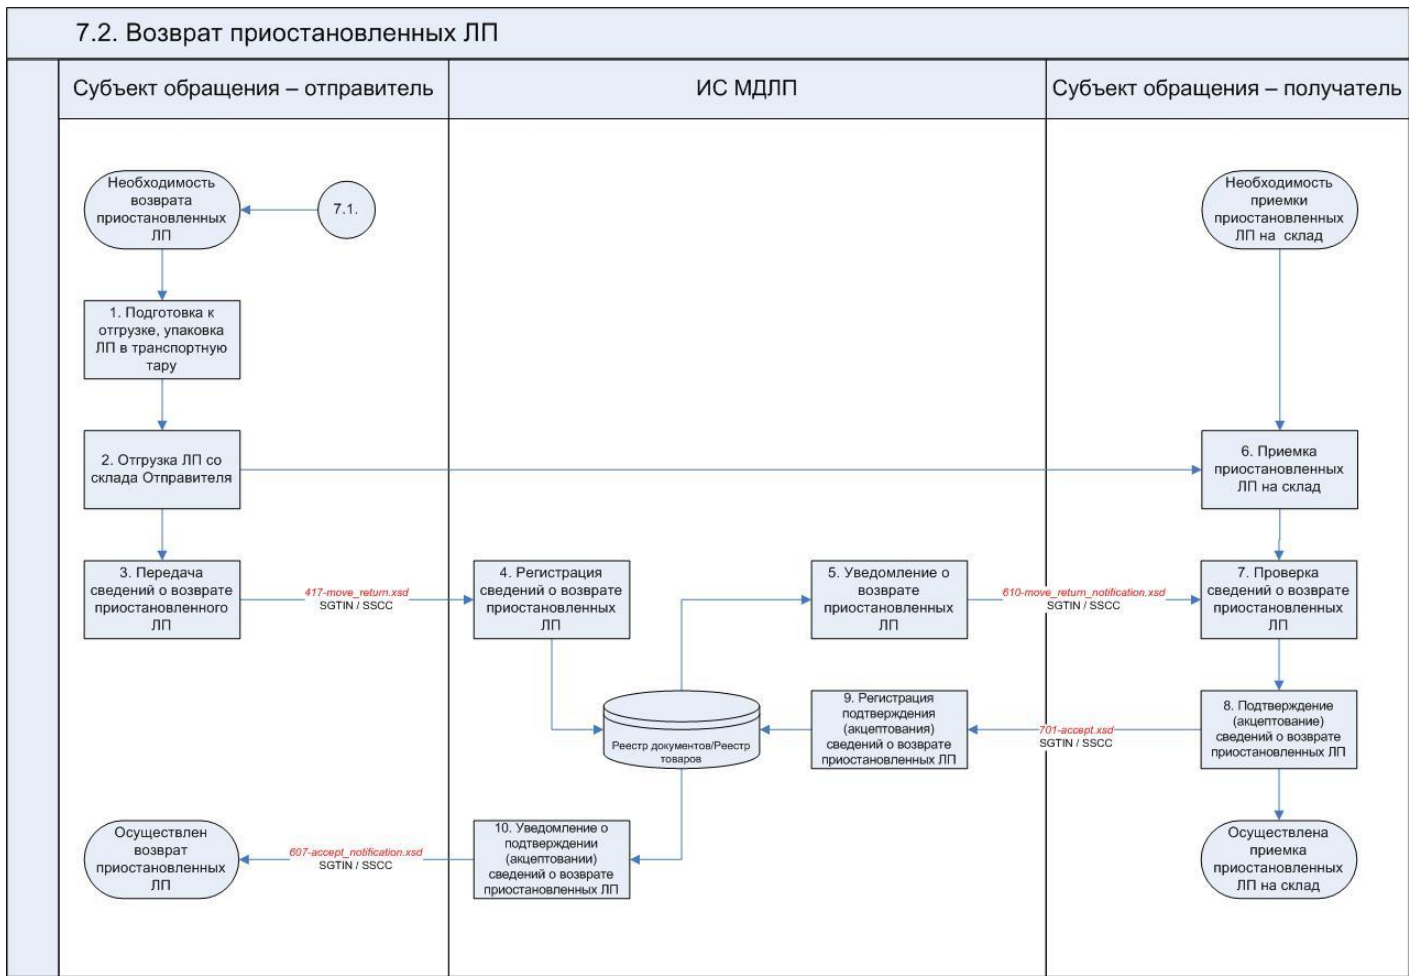 7.2. Возврат приостановленных ЛП
Субъект обращения – отправитель
ИС МДЛП
Субъект обращения – получатель
Необходимость
возврата
приостановленных
ЛП
7.1.
Необходимость
приемки
приостановленных
ЛП на склад
1. Подготовка к
отгрузке, упаковка
ЛП в транспортную
тару
2. Отгрузка ЛП со
склада Отправителя
6. Приемка
приостановленных
ЛП на склад
3. Передача
сведений о возврате
приостановленного
ЛП
417-move_return.xsd
SGTIN / SSCC
4. Регистрация
сведений о возврате
приостановленных
ЛП
5. Уведомление о
возврате
приостановленных
ЛП
610-move_return_notification.xsd
SGTIN / SSCC
7. Проверка
сведений о возврате
приостановленных
ЛП
Реестр документов/Реестр
товаров
9. Регистрация
подтверждения
(акцептования)
сведений о возврате
приостановленных ЛП
701-accept.xsd
SGTIN / SSCC
8. Подтверждение
(акцептование)
сведений о возврате
приостановленных ЛП
Осуществлен
возврат
приостановленных
ЛП
607-accept_notification.xsd
SGTIN / SSCC
10. Уведомление о
подтверждении
(акцептовании)
сведений о возврате
приостановленных ЛП
Осуществлена
приемка
приостановленных
ЛП на склад